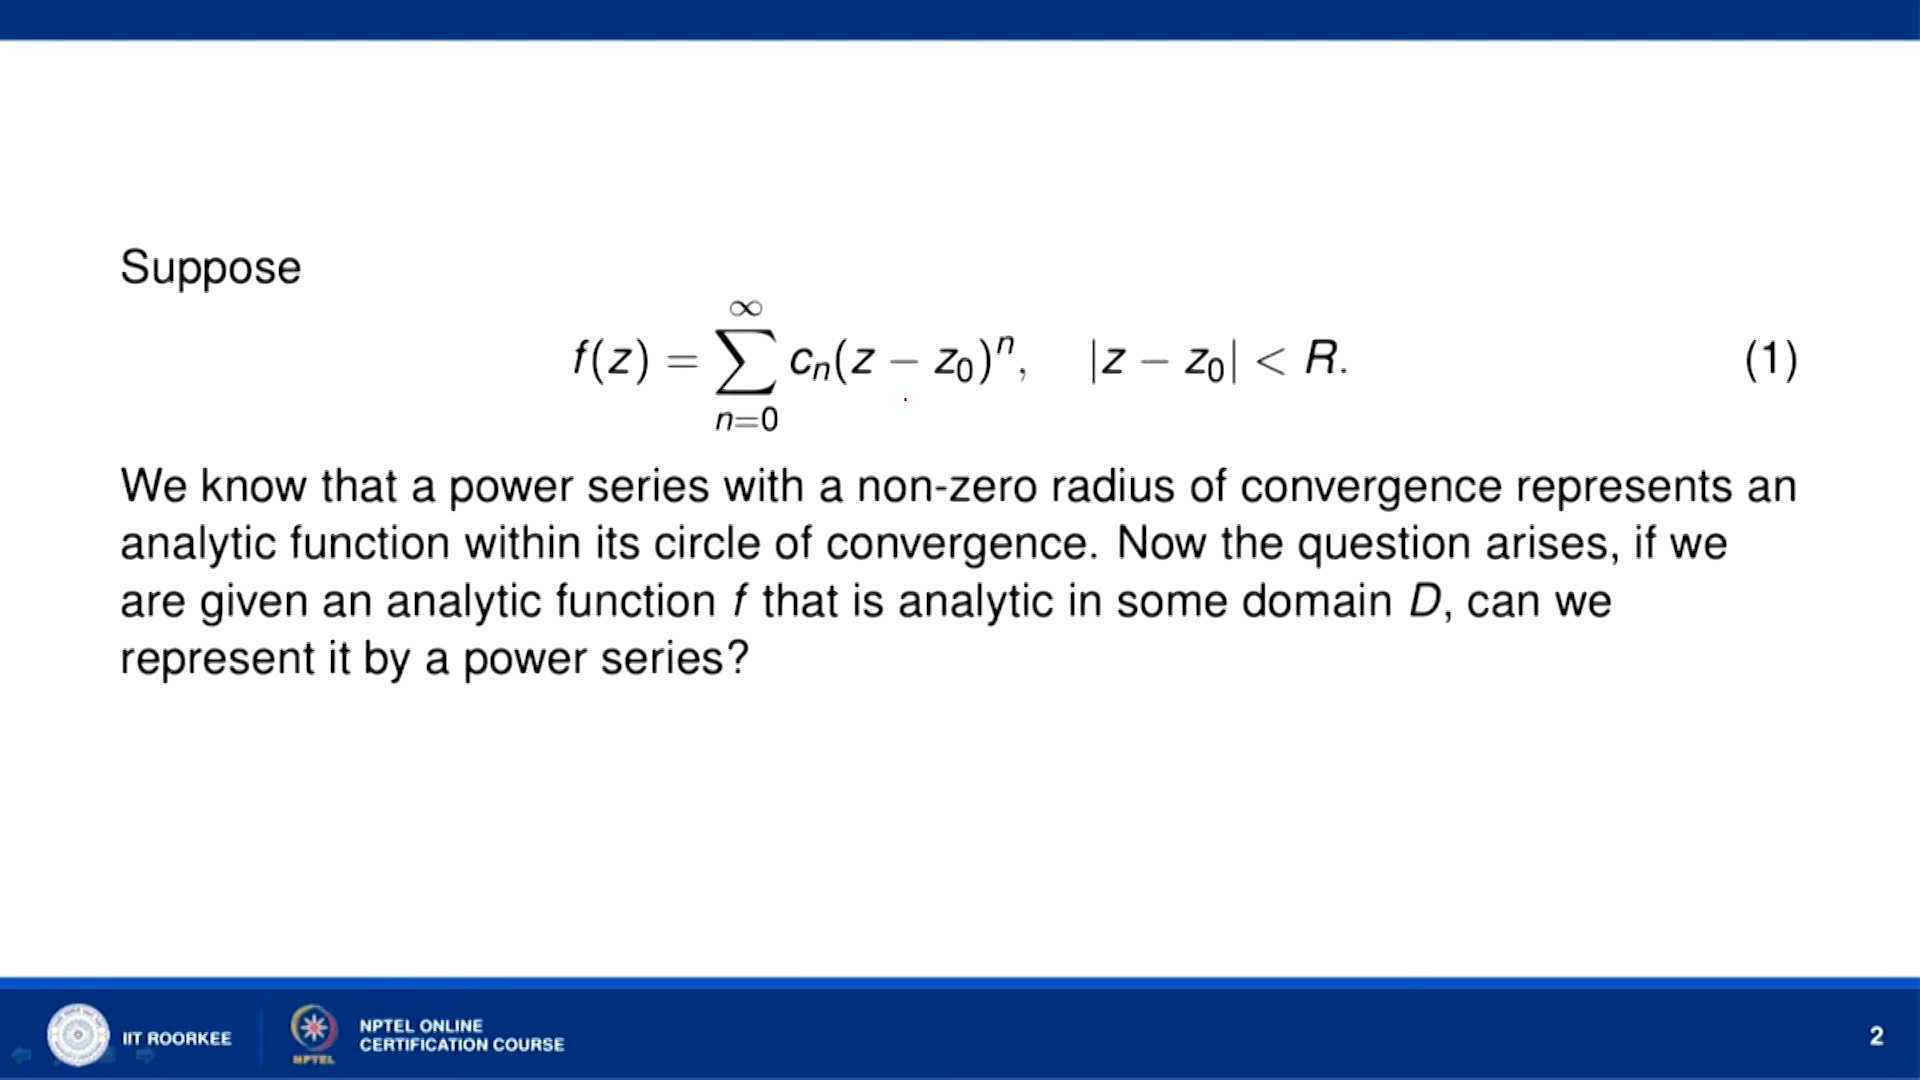 Suppose
f(z) = ∑_{n=0}^{∞} c_n(z − z_0)^n,   |z − z_0| < R.   (1)
We know that a power series with a non-zero radius of convergence represents an
analytic function within its circle of convergence. Now the question arises, if we
are given an analytic function f that is analytic in some domain D, can we
represent it by a power series?
IIT ROORKEE
NPTEL
NPTEL ONLINE
CERTIFICATION COURSE
2